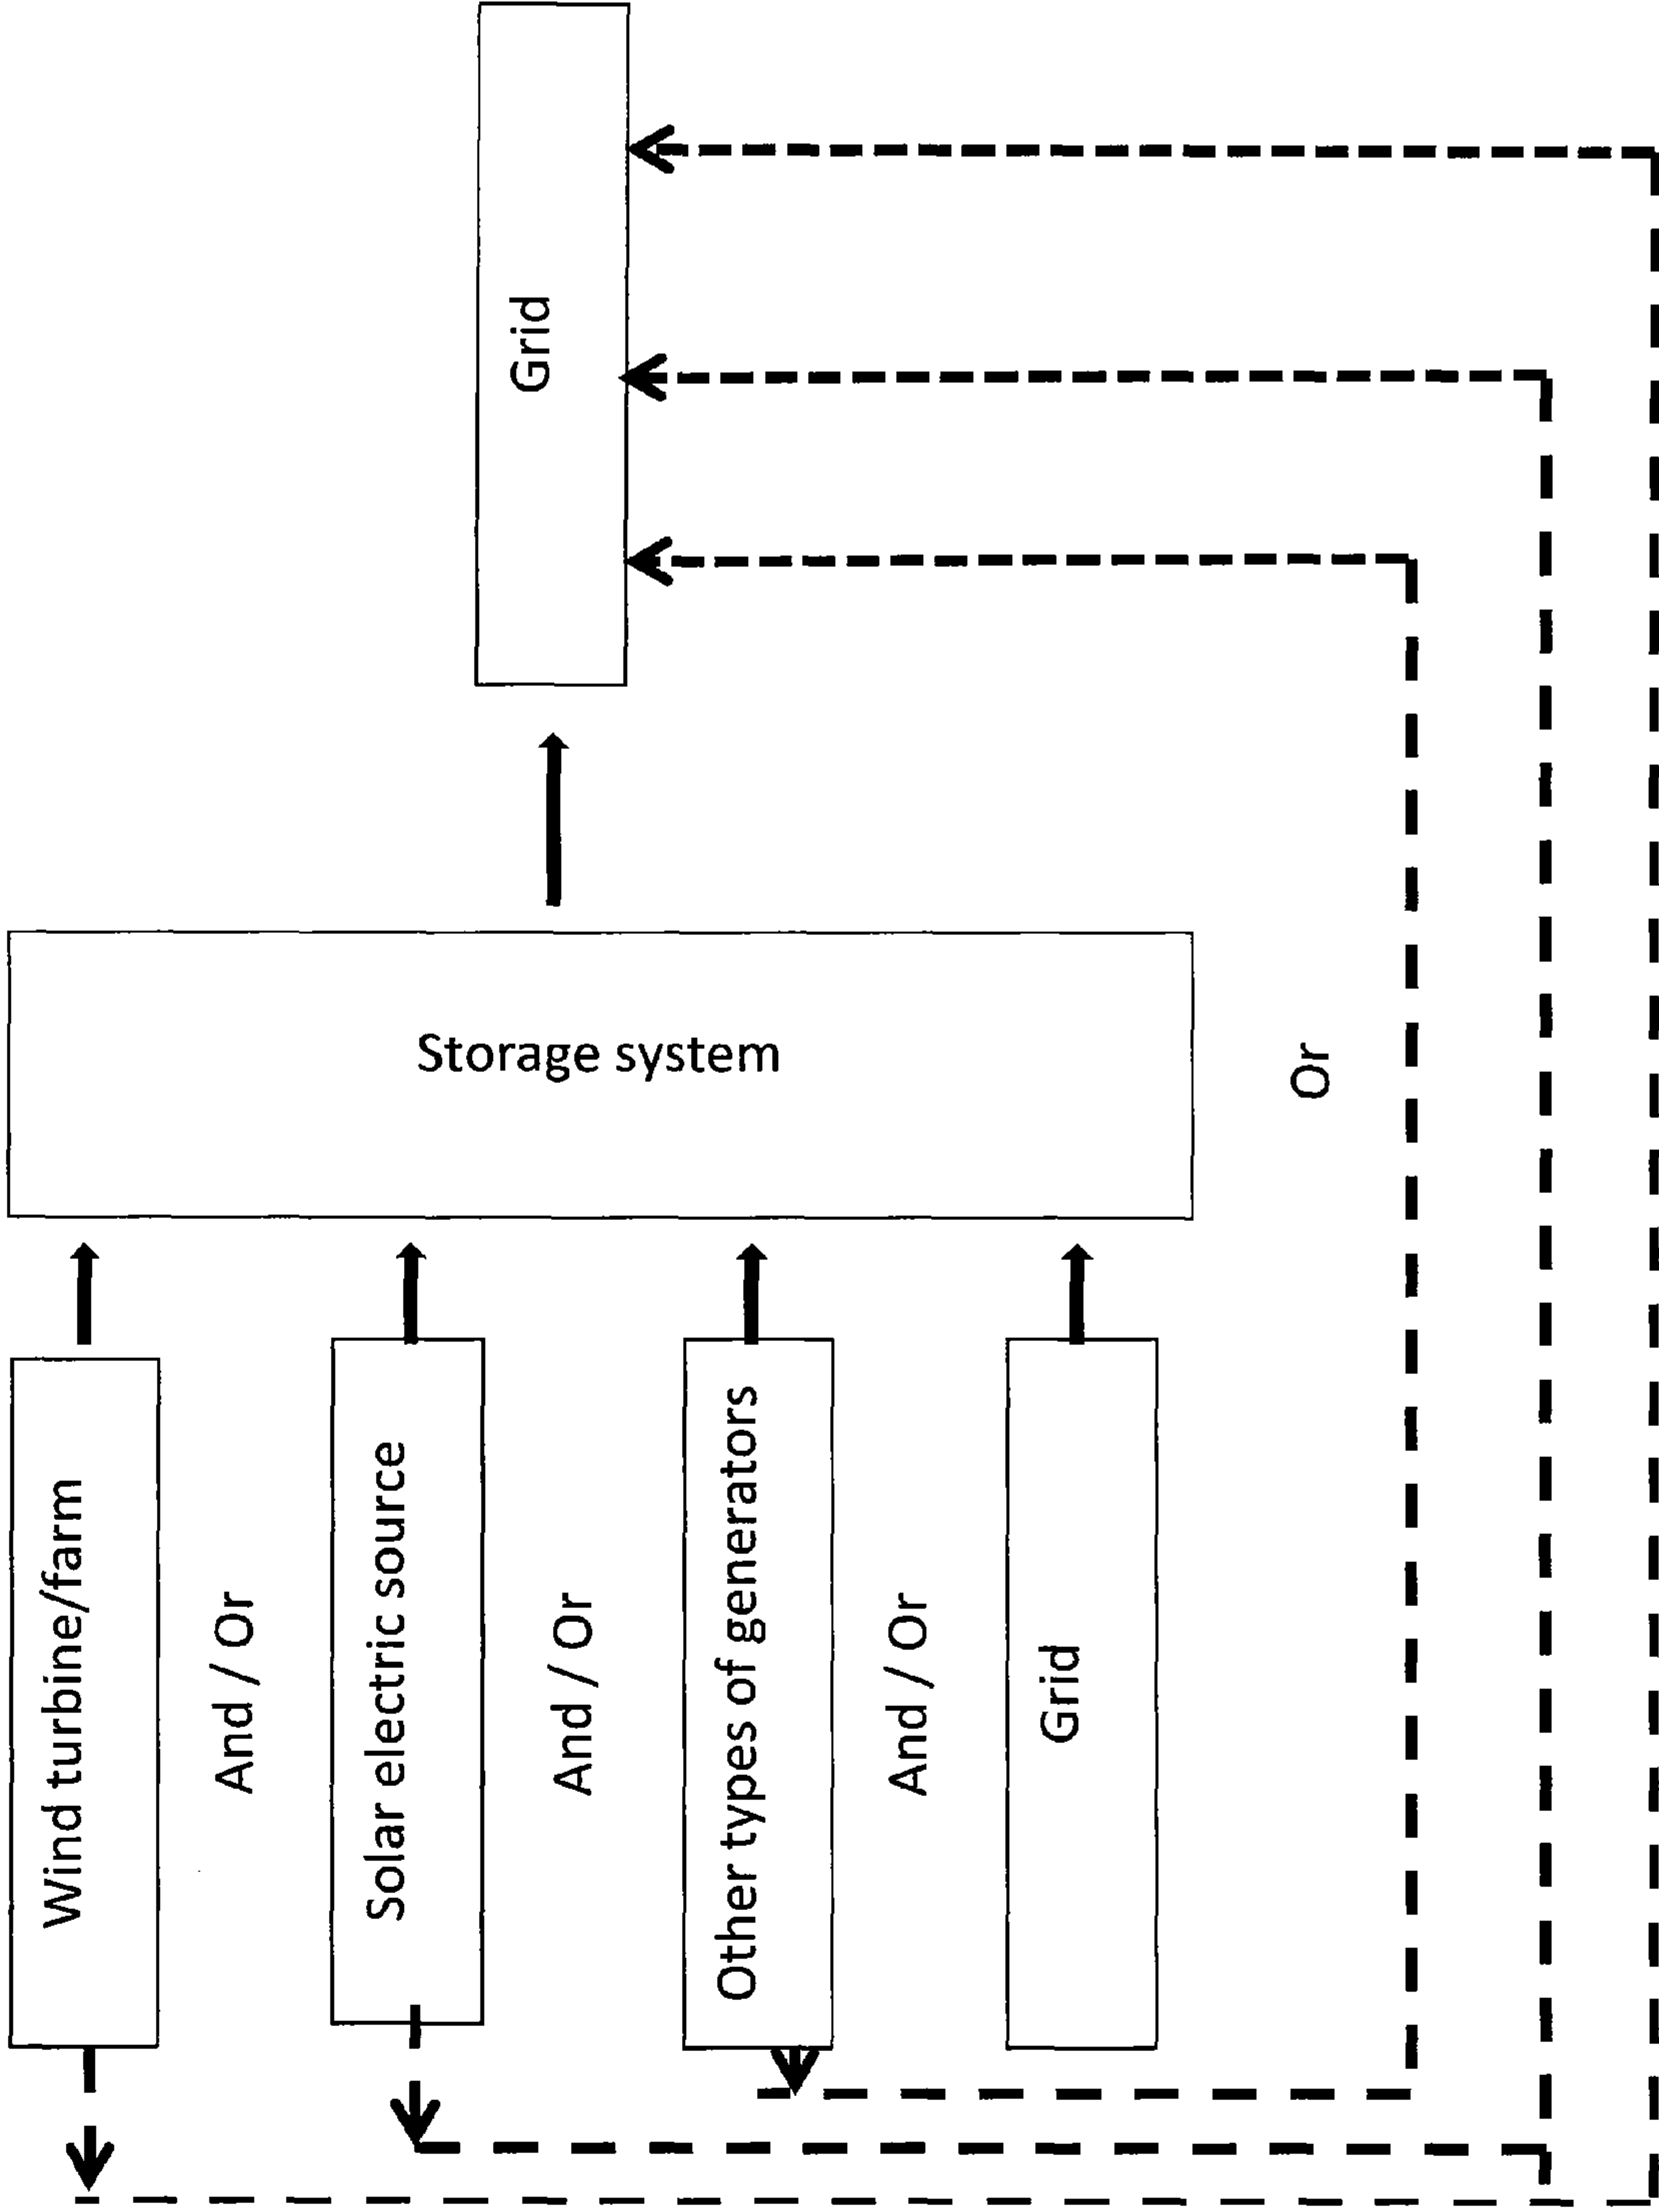 Wind turbine/farm
And / Or
Solar electric source
And / Or
Other types of generators
And / Or
Grid
Storage system
Or
Grid